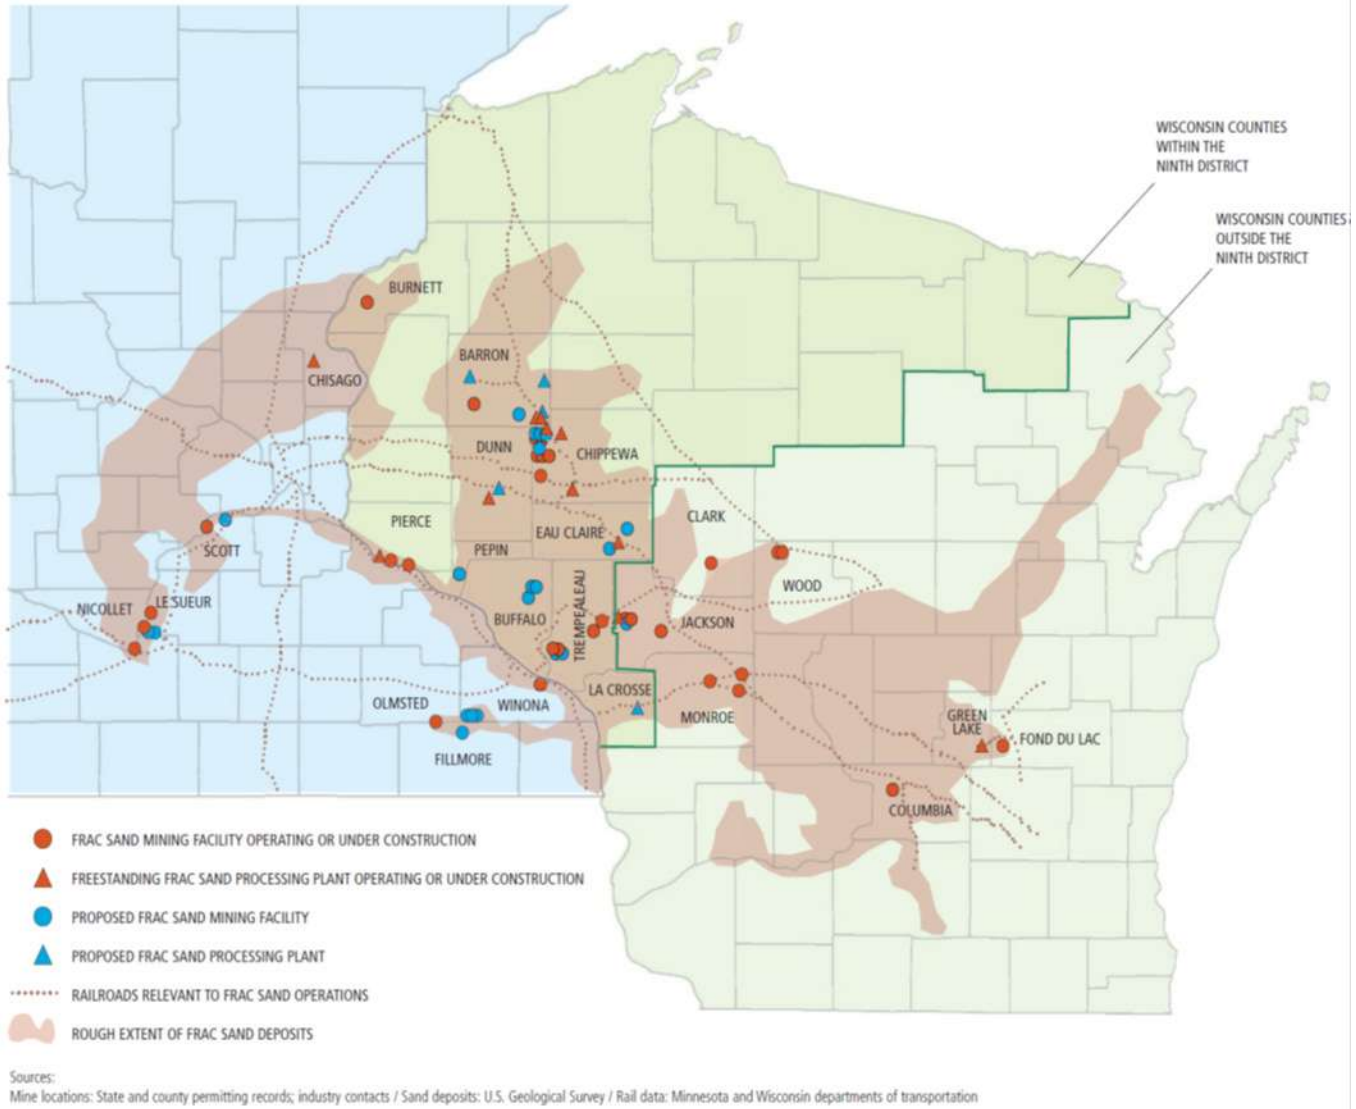 WISCONSIN COUNTIES
WITHIN THE
NINTH DISTRICT
WISCONSIN COUNTIES
OUTSIDE THE
NINTH DISTRICT
BURNETT
BARRON
CHISAGO
DUNN
CHIPPEWA
CLARK
PIERCE
EAU CLAIRE
SCOTT
PEPIN
WOOD
NICOLLET
LE SUEUR
BUFFALO
TREMPEALEAU
JACKSON
LA CROSSE
OLMSTED
WINONA
MONROE
GREEN
LAKE
FOND DU LAC
FILLMORE
COLUMBIA
FRAC SAND MINING FACILITY OPERATING OR UNDER CONSTRUCTION
FREESTANDING FRAC SAND PROCESSING PLANT OPERATING OR UNDER CONSTRUCTION
PROPOSED FRAC SAND MINING FACILITY
PROPOSED FRAC SAND PROCESSING PLANT
RAILROADS RELEVANT TO FRAC SAND OPERATIONS
ROUGH EXTENT OF FRAC SAND DEPOSITS
Sources:
Mine locations: State and county permitting records; industry contacts / Sand deposits: U.S. Geological Survey / Rail data: Minnesota and Wisconsin departments of transportation